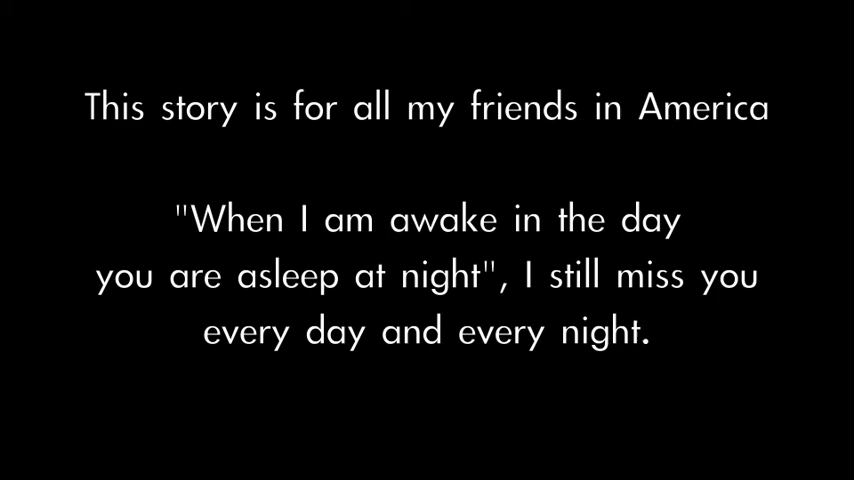 This story is for all my friends in America
"When I am awake in the day
you are asleep at night", I still miss you
every day and every night.